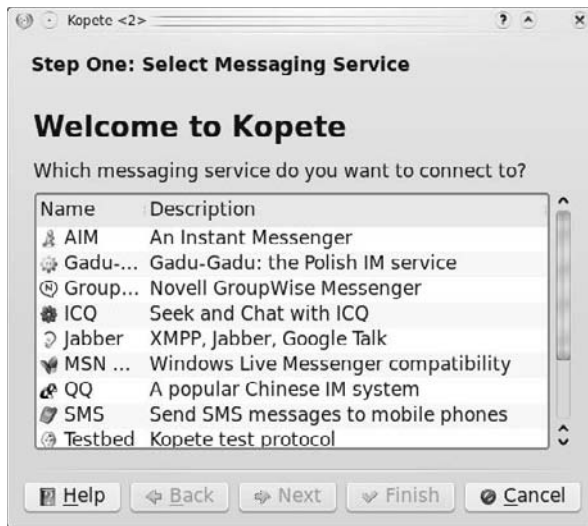 Kopete <2>
Step One: Select Messaging Service
Welcome to Kopete
Which messaging service do you want to connect to?
Name Description
AIM An Instant Messenger
Gadu-... Gadu-Gadu: the Polish IM service
Group... Novell GroupWise Messenger
ICQ Seek and Chat with ICQ
Jabber XMPP, Jabber, Google Talk
MSN ... Windows Live Messenger compatibility
QQ A popular Chinese IM system
SMS Send SMS messages to mobile phones
Testbed Kopete test protocol
Help Back Next Finish Cancel